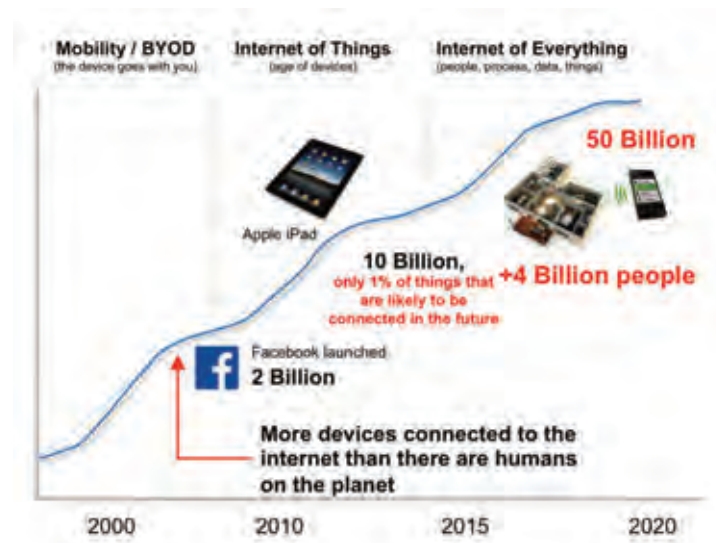 Mobility / BYOD
(the device goes with you)
Internet of Things
(age of devices)
Internet of Everything
(people, process, data, things)
50 Billion
Apple iPad
10 Billion,
only 1% of things that
are likely to be
connected in the future
+4 Billion people
Facebook launched
2 Billion
More devices connected to the
internet than there are humans
on the planet
2000
2010
2015
2020